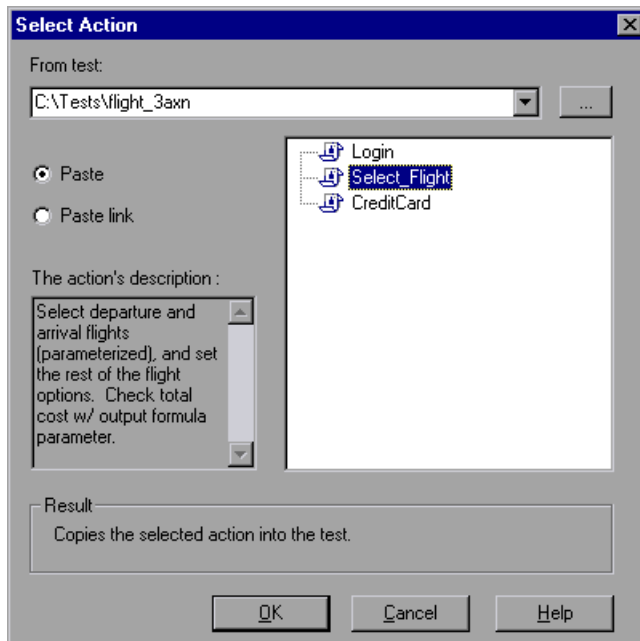 Select Action
From test:
C:\Tests\flight_3axn
...
Paste
Paste link
Login
Select_Flight
CreditCard
The action's description :
Select departure and
arrival flights
(parameterized), and set
the rest of the flight
options. Check total
cost w/ output formula
parameter.
Result
Copies the selected action into the test.
OK Cancel Help